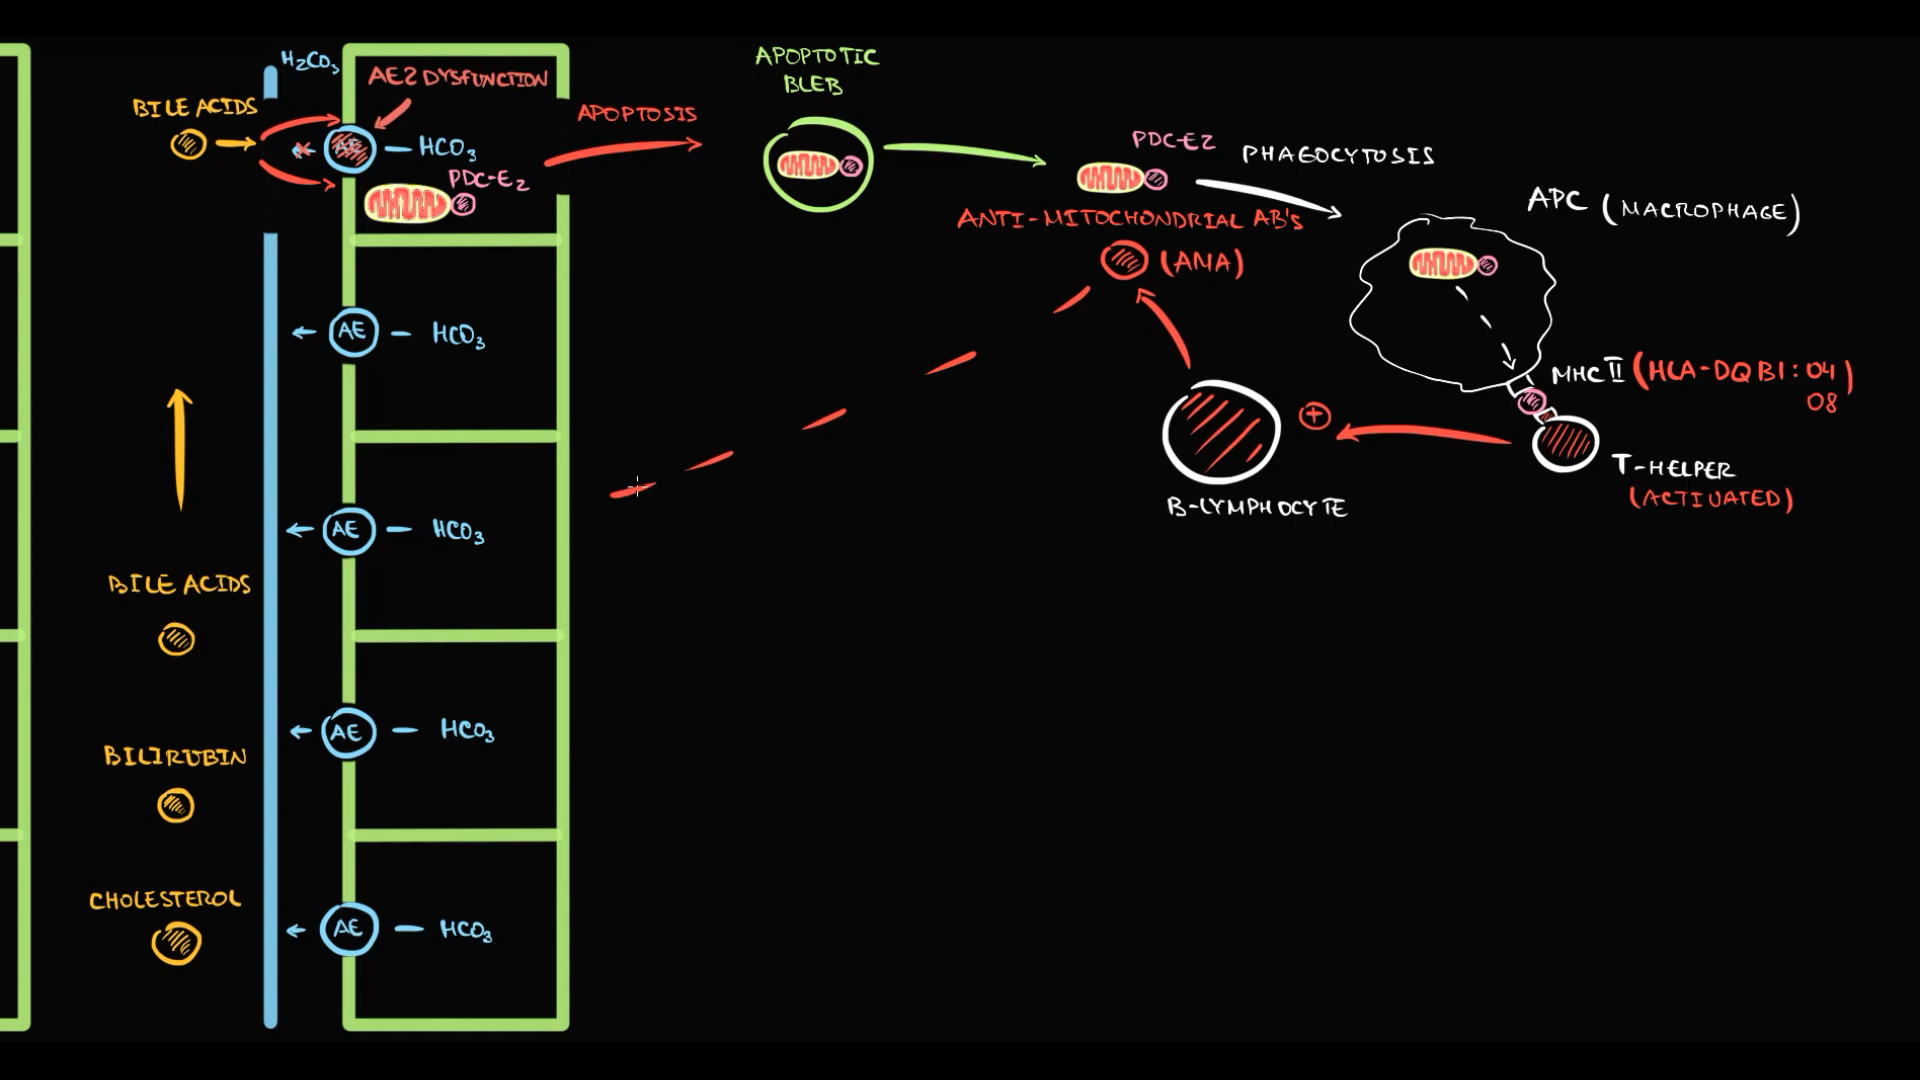 H₂CO₃
AE2 DYSFUNCTION
BILE ACIDS
AE
HCO₃
PDC-E₂
APOPTOSIS
APOPTOTIC
BLEB
PDC-E2
PHAGOCYTOSIS
APC (MACROPHAGE)
ANTI-MITOCHONDRIAL AB'S
(AMA)
MHC II (HLA-DQB1:04)
08
+
T-HELPER
(ACTIVATED)
B-LYMPHOCYTE
AE
HCO₃
AE
HCO₃
BILE ACIDS
AE
HCO₃
BILIRUBIN
CHOLESTEROL
AE
HCO₃